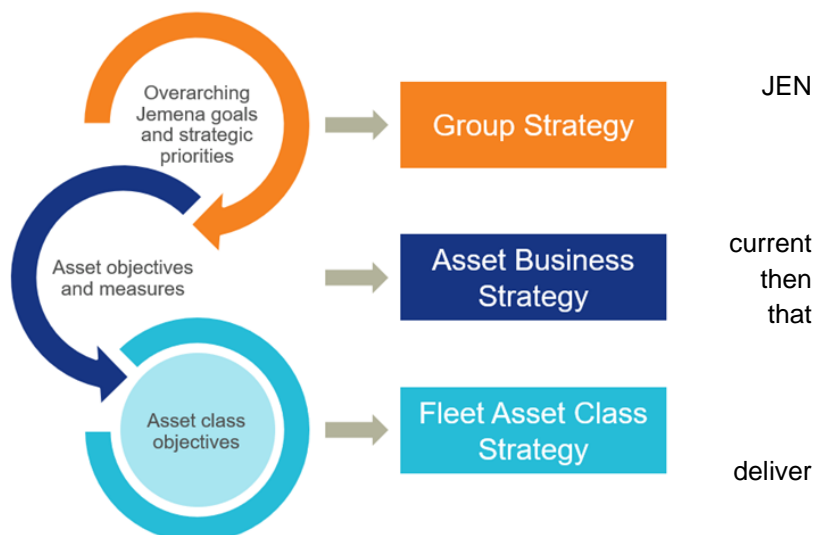 Overarching
Jemena goals
and strategic
priorities
Group Strategy
JEN
Asset objectives
and measures
Asset Business
Strategy
current
then
that
Asset class
objectives
Fleet Asset Class
Strategy
deliver